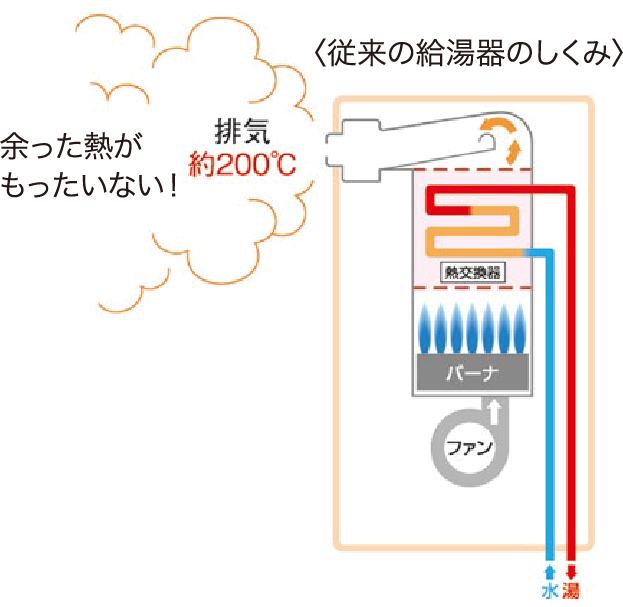 〈従来の給湯器のしくみ〉
余った熱が
もったいない！
排気
約200℃
熱交換器
バーナ
ファン
水 湯